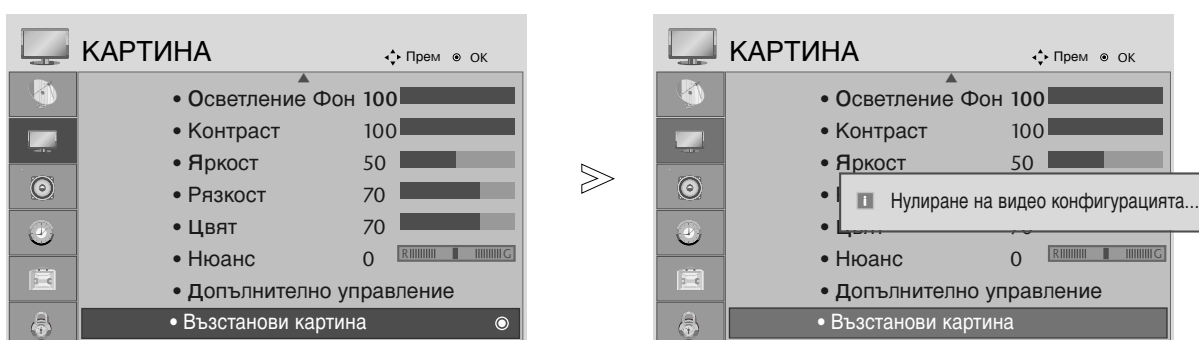 КАРТИНА
Прем ОК
• Осветление Фон 100
• Контраст 100
• Яркост 50
• Рязкост 70
• Цвят 70
• Нюанс 0 R G
• Допълнително управление
• Възстанови картина
КАРТИНА
Прем ОК
• Осветление Фон 100
• Контраст 100
• Яркост 50
Нулиране на видео конфигурацията...
• Нюанс 0 R G
• Допълнително управление
• Възстанови картина